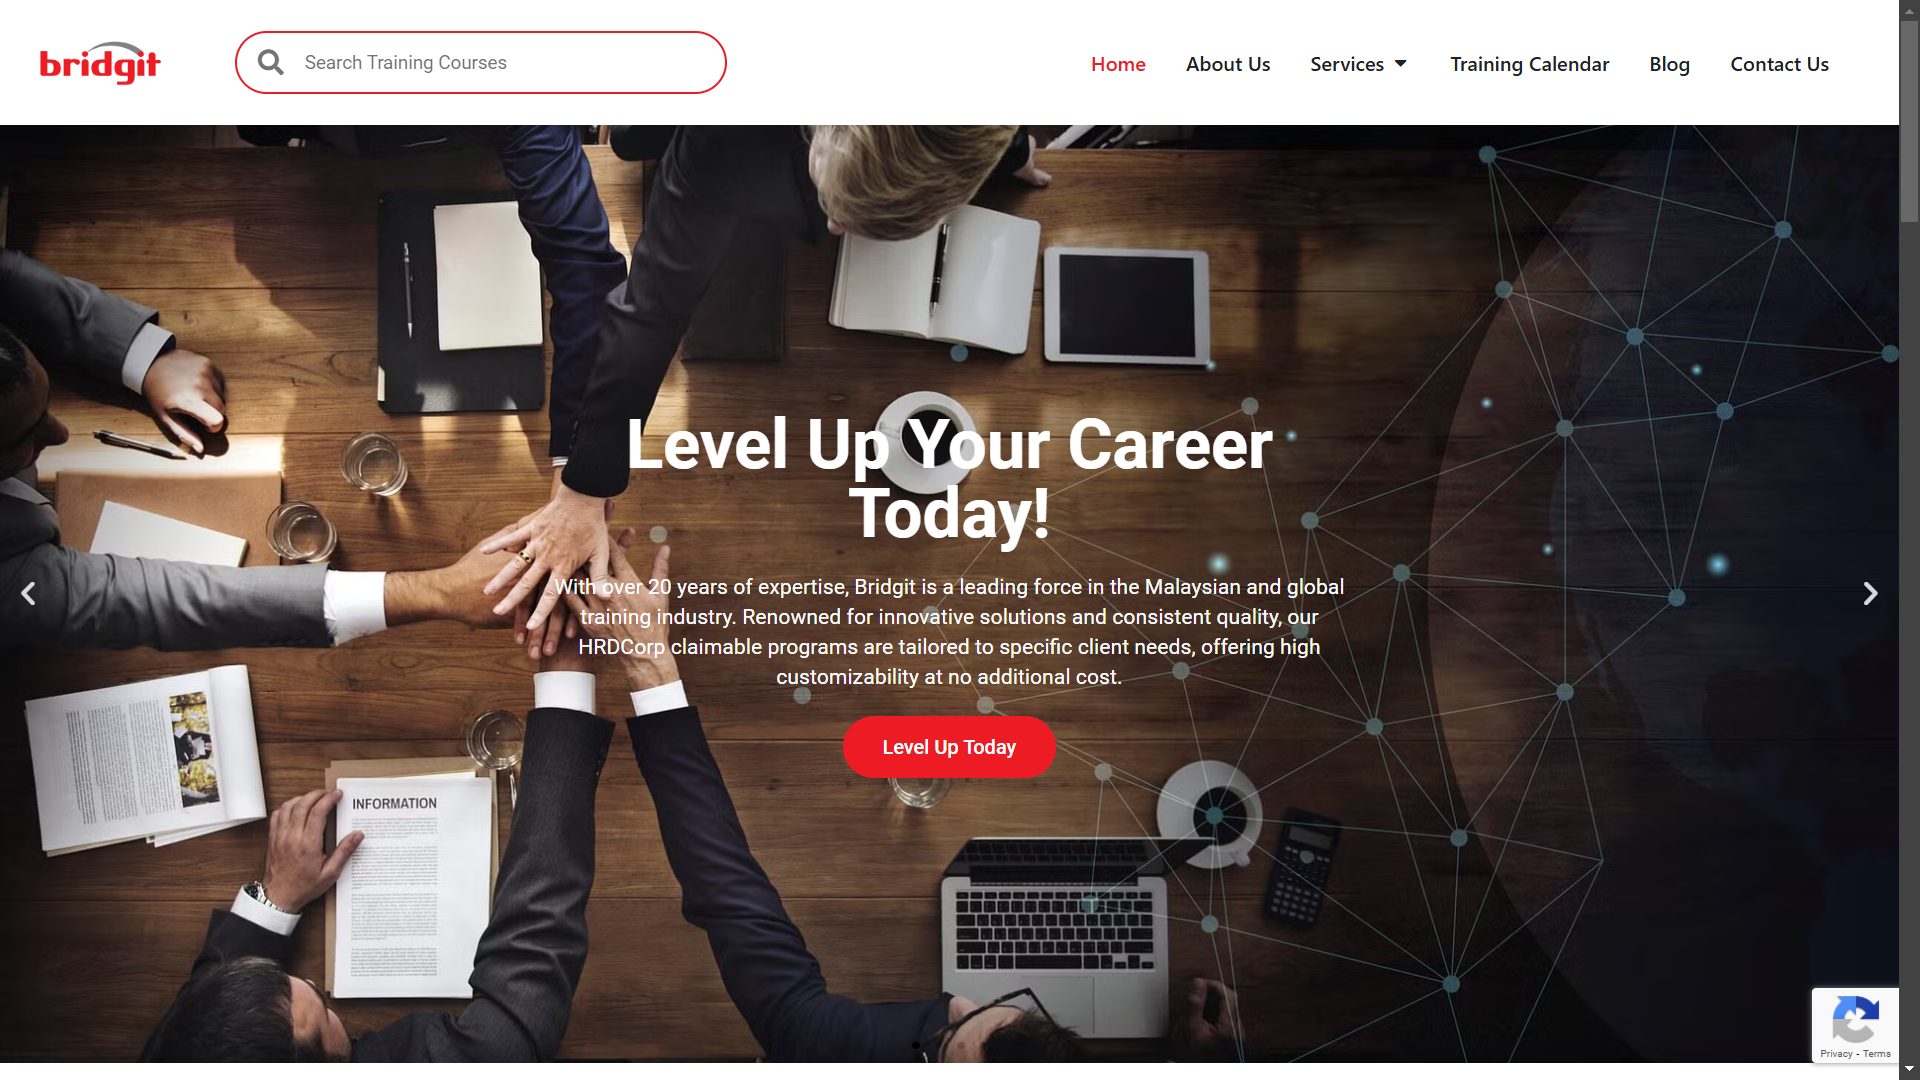 bridgit
Search Training Courses
Home
About Us
Services
Training Calendar
Blog
Contact Us
Level Up Your Career
Today!
With over 20 years of expertise, Bridgit is a leading force in the Malaysian and global
training industry. Renowned for innovative solutions and consistent quality, our
HRDCorp claimable programs are tailored to specific client needs, offering high
customizability at no additional cost.
Level Up Today
INFORMATION
Privacy - Terms